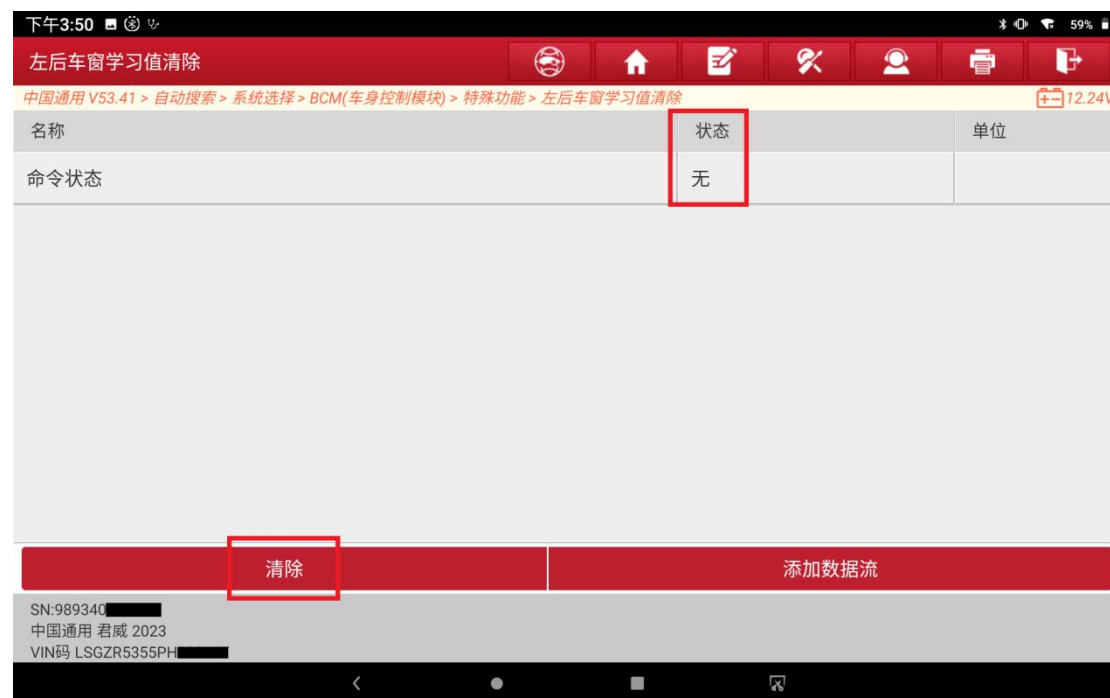 下午3:50 59%
左后车窗学习值清除
中国通用 V53.41 > 自动搜索 > 系统选择 > BCM(车身控制模块) > 特殊功能 > 左后车窗学习值清除 12.24V
名称 状态 单位
命令状态 无
清除 添加数据流
SN:989340
中国通用 君威 2023
VIN码 LSGZR5355PH